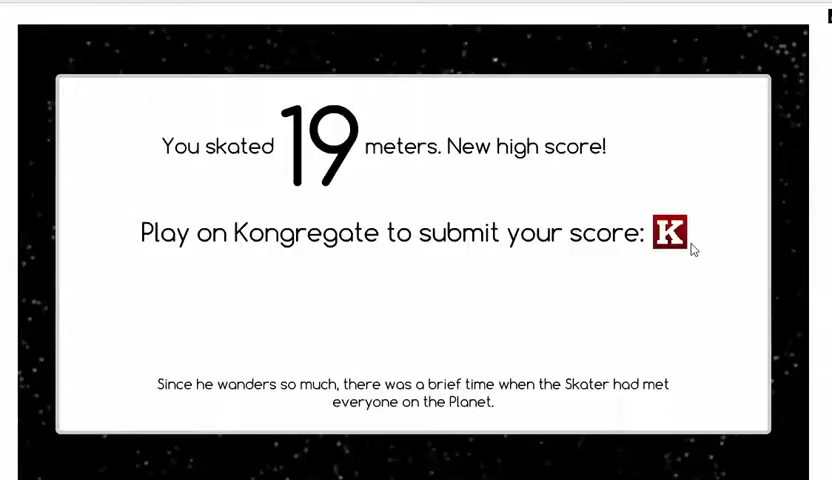 You skated 19 meters. New high score!
Play on Kongregate to submit your score: K
Since he wanders so much, there was a brief time when the Skater had met
everyone on the Planet.